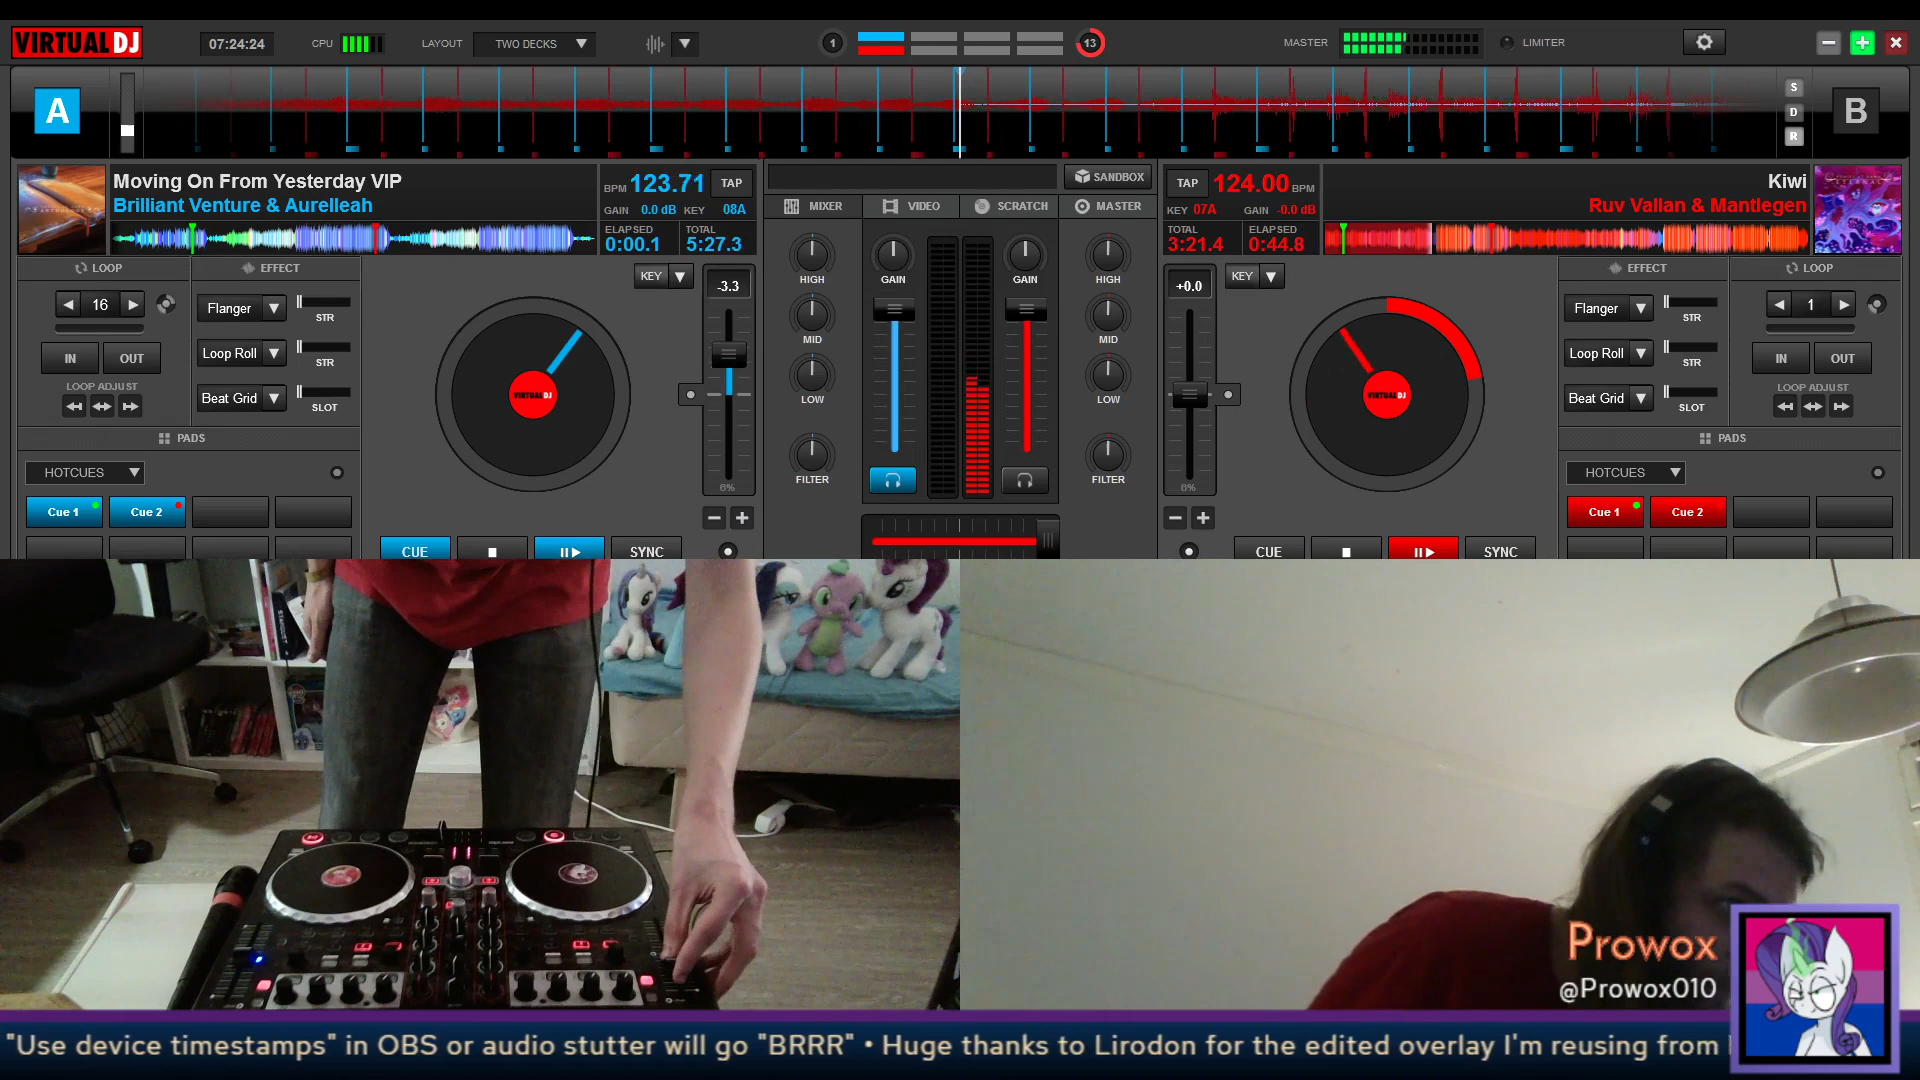 VIRTUAL DJ
07:24:24
CPU
LAYOUT
TWO DECKS
1
13
MASTER
LIMITER
A
S
D
R
B
Moving On From Yesterday VIP
Brilliant Venture & Aurelleah
BPM 123.71 TAP
GAIN 0.0 dB KEY 08A
ELAPSED TOTAL
0:00.1 5:27.3
SANDBOX
MIXER VIDEO SCRATCH MASTER
TAP 124.00 BPM
KEY 07A GAIN -0.0 dB
TOTAL ELAPSED
3:21.4 0:44.8
Kiwi
Ruv Vallan & Mantlegen
LOOP
16
IN OUT
LOOP ADJUST
EFFECT
Flanger STR
Loop Roll STR
Beat Grid SLOT
PADS
HOTCUES
Cue 1 Cue 2
KEY
-3.3
6%
VIRTUAL DJ
CUE SYNC
HIGH
MID
LOW
FILTER
GAIN GAIN
HIGH
MID
LOW
FILTER
+0.0
KEY
6%
VIRTUAL DJ
CUE SYNC
EFFECT
Flanger STR
Loop Roll STR
Beat Grid SLOT
LOOP
1
IN OUT
LOOP ADJUST
PADS
HOTCUES
Cue 1 Cue 2
Prowox
@Prowox010
"Use device timestamps" in OBS or audio stutter will go "BRRR" • Huge thanks to Lirodon for the edited overlay I'm reusing from